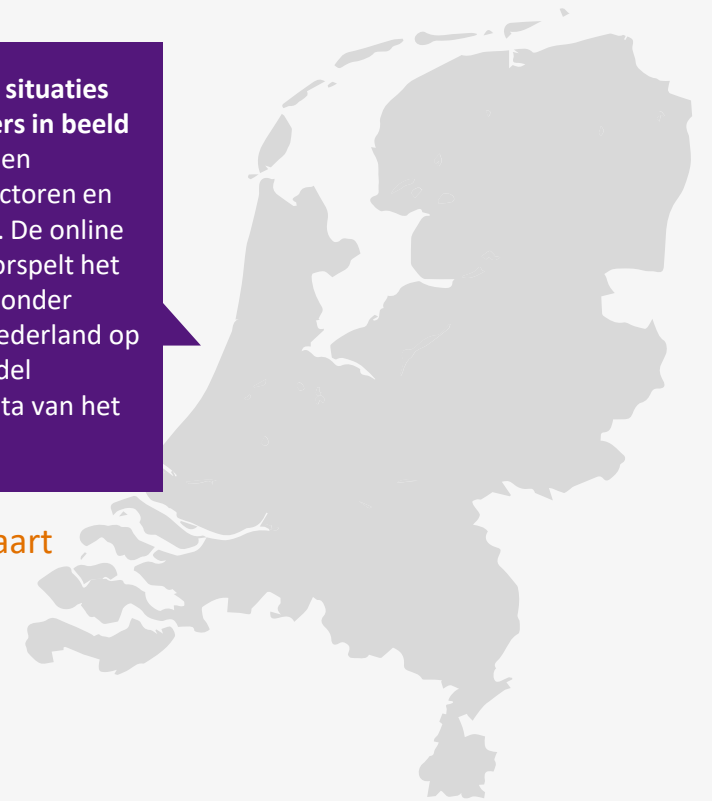 situaties
ers in beeld
en
ctoren en
. De online
orspelt het
onder
ederland op
del
ta van het
aart